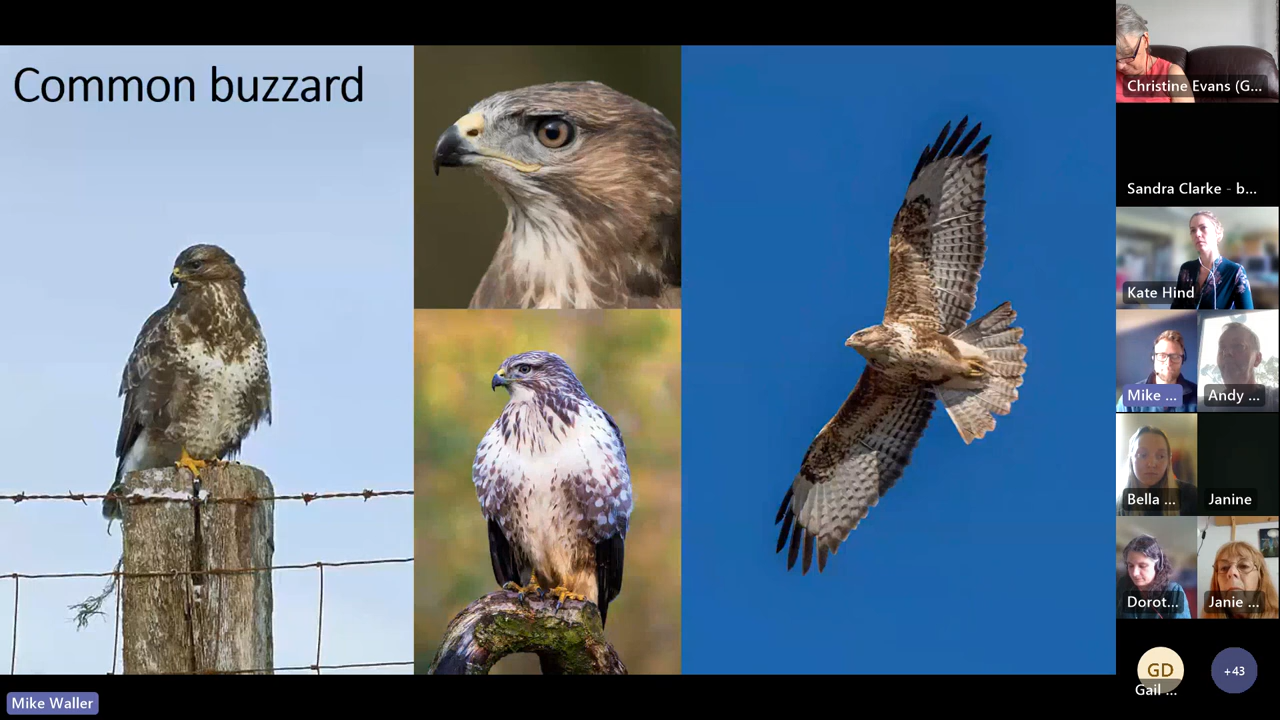 Common buzzard
Christine Evans (G...
Sandra Clarke - b...
Kate Hind
Mike ...
Andy ...
Bella ...
Janine
Dorot...
Janie ...
GD
+43
Gail ...
Mike Waller